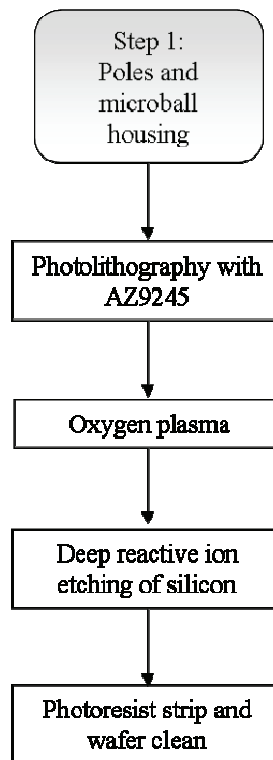 Step 1:
Poles and
microball
housing
Photolithography with
AZ9245
Oxygen plasma
Deep reactive ion
etching of silicon
Photoresist strip and
wafer clean